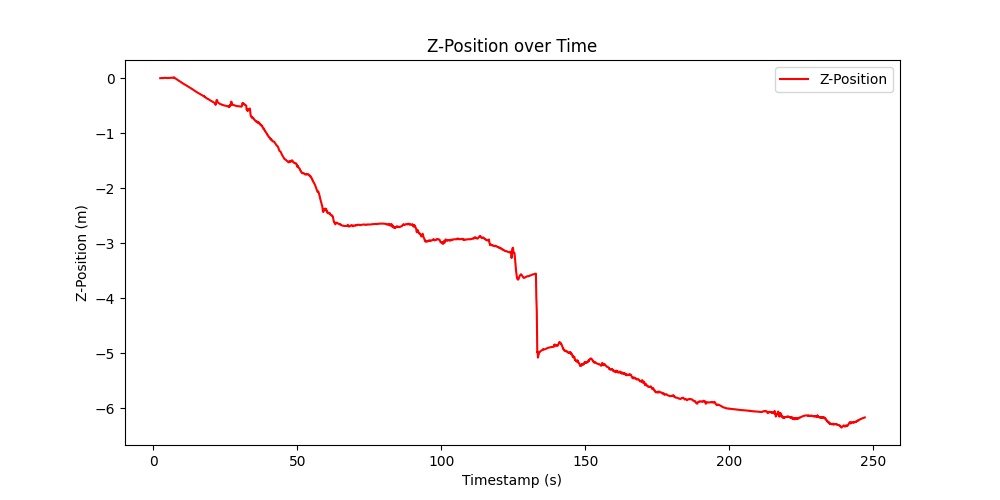 Z-Position over Time
Z-Position
Z-Position (m)
0
−1
−2
−3
−4
−5
−6
0 50 100 150 200 250
Timestamp (s)